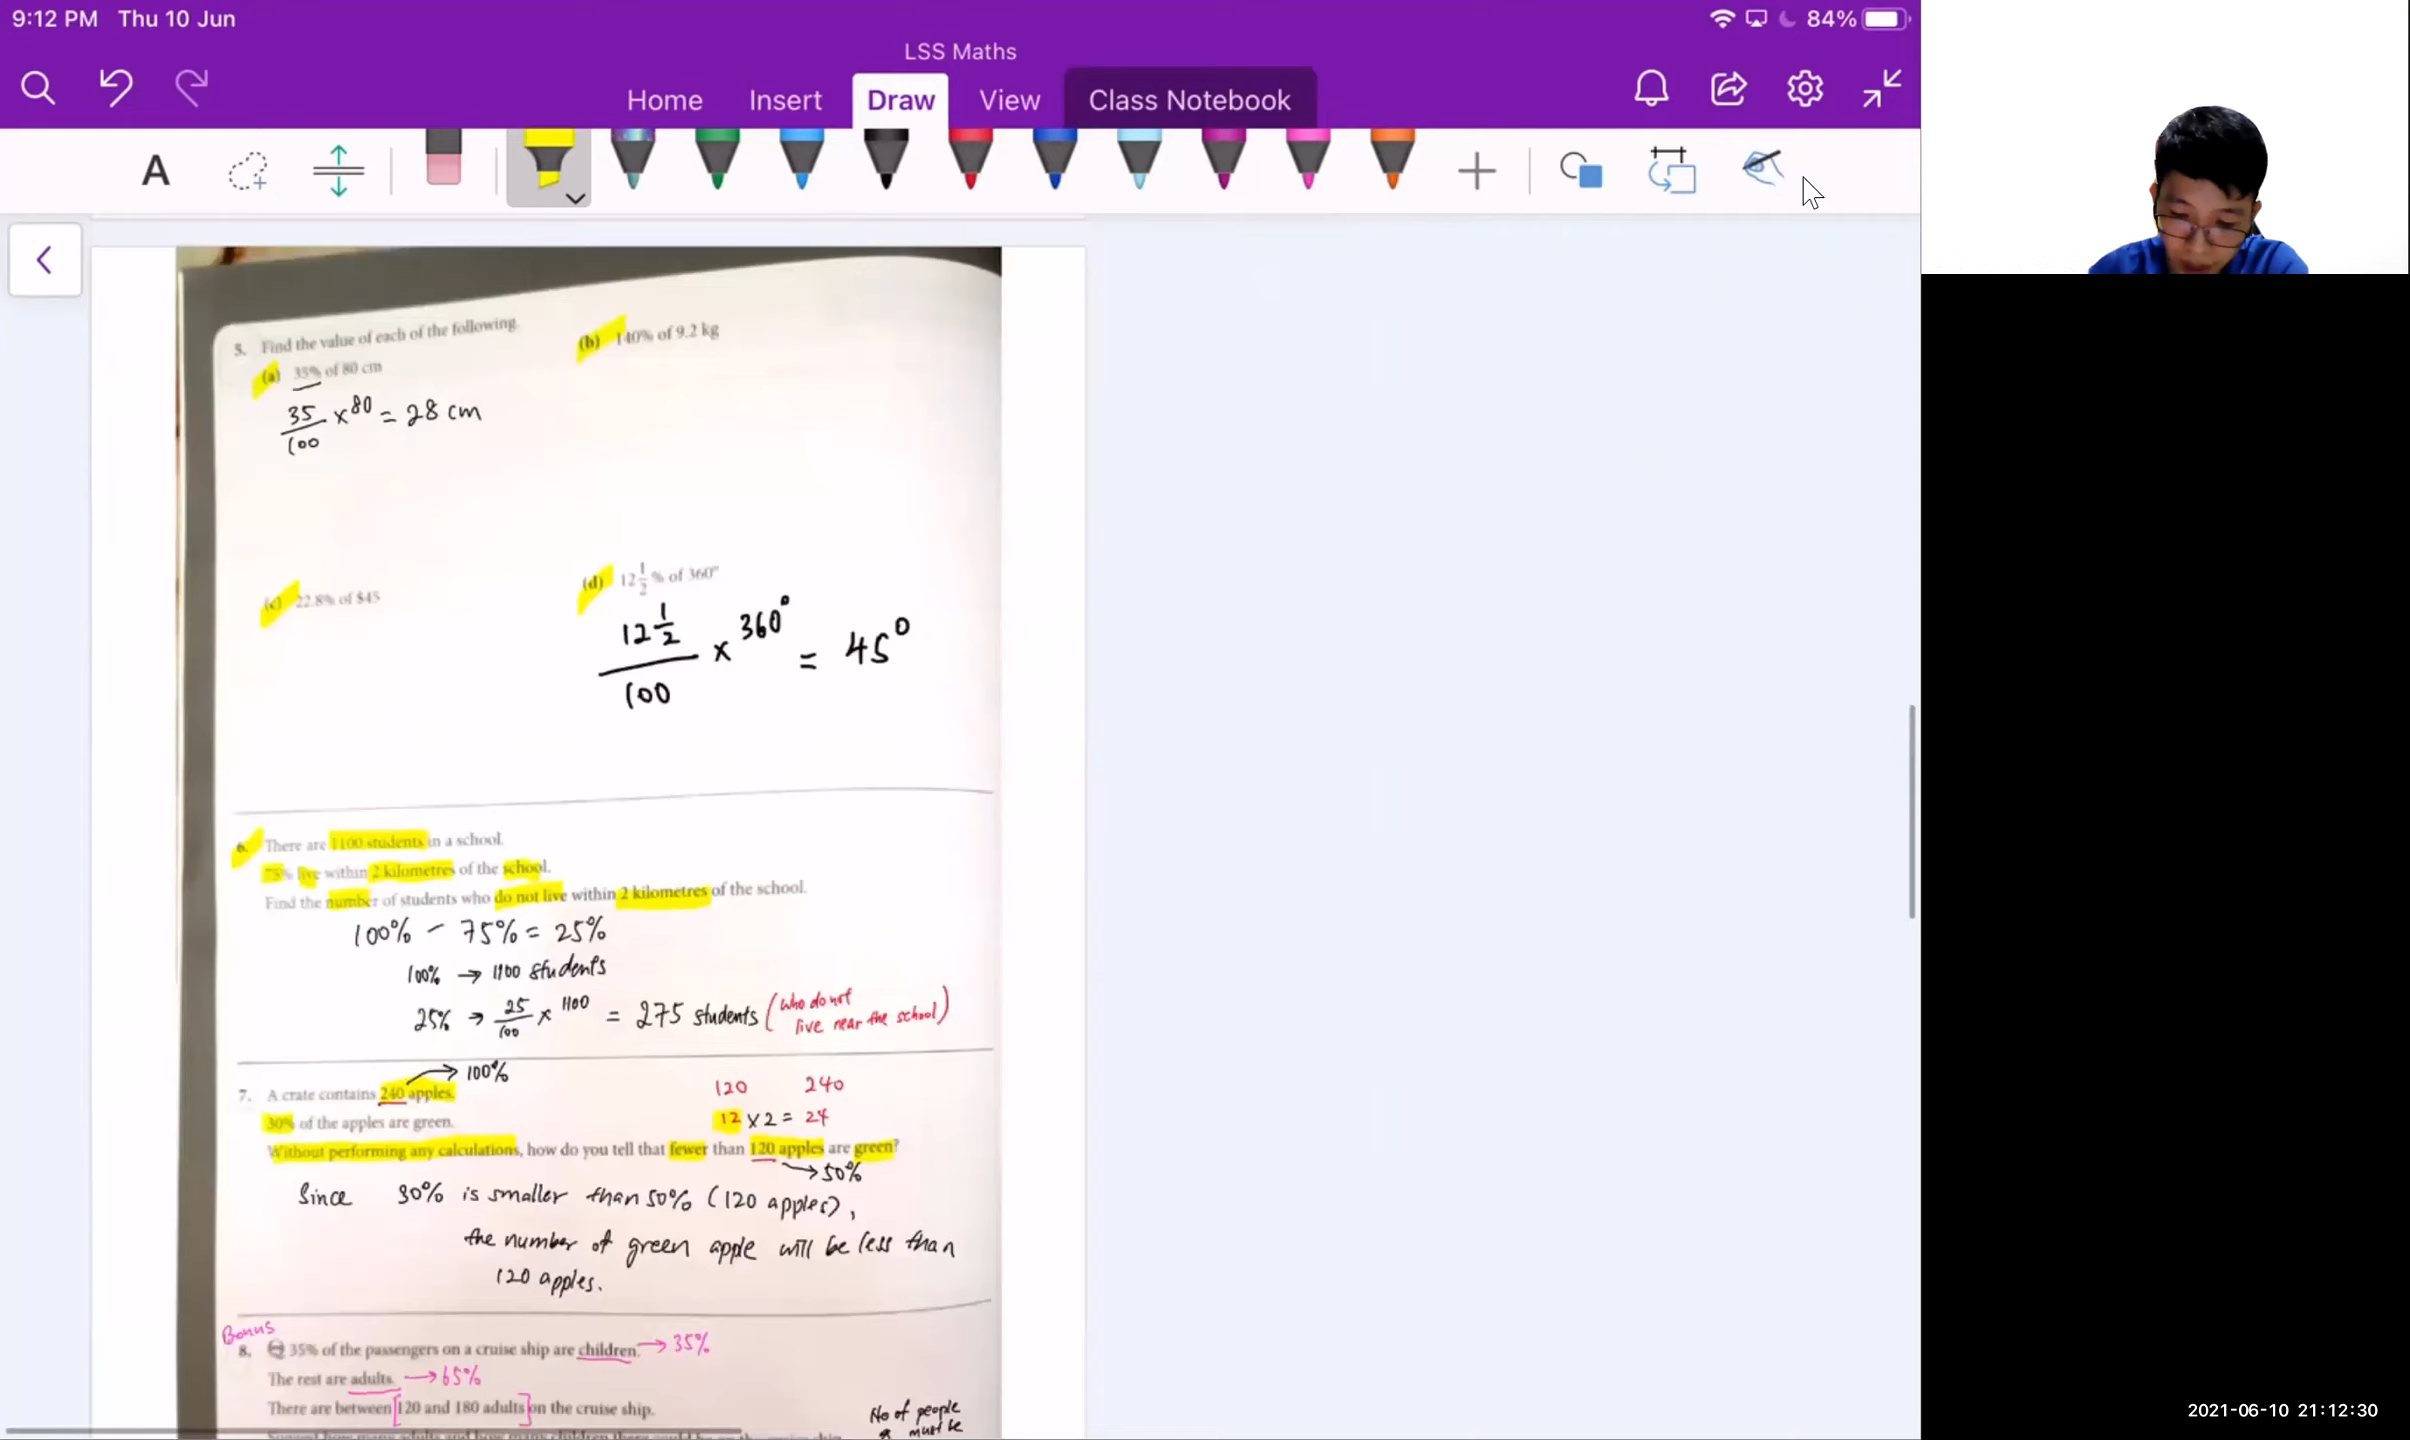 9:12 PM Thu 10 Jun
84%
LSS Maths
Home Insert Draw View Class Notebook
A
5. Find the value of each of the following.
(a) 35% of 80 cm
(b) 140% of 9.2 kg
35/100 × 80 = 28 cm
(c) 22.8% of $45
(d) 12 1/2 % of 360°
12 1/2 / 100 × 360° = 45°
6. There are 1100 students in a school.
75% live within 2 kilometres of the school.
Find the number of students who do not live within 2 kilometres of the school.
100% - 75% = 25%
100% → 1100 students
25% → 25/100 × 1100 = 275 students (who do not
live near the school)
→ 100%
7. A crate contains 240 apples.
30% of the apples are green.
120 240
12 × 2 = 24
Without performing any calculations, how do you tell that fewer than 120 apples are green?
→ 50%
Since 30% is smaller than 50% (120 apples),
the number of green apple will be less than
120 apples.
Bonus
8. 35% of the passengers on a cruise ship are children. → 35%
The rest are adults. → 65%
There are between [120 and 180 adults] on the cruise ship.
No of people
must be
2021-06-10 21:12:30